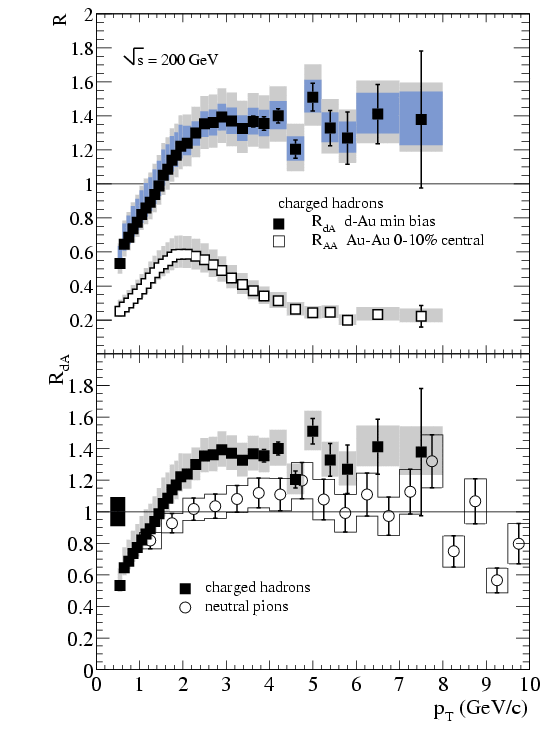 R
2
1.8
1.6
1.4
1.2
1
0.8
0.6
0.4
0.2
√s = 200 GeV
charged hadrons
R_dA d-Au min bias
R_AA Au-Au 0-10% central
R_dA
1.8
1.6
1.4
1.2
1
0.8
0.6
0.4
0.2
0
charged hadrons
neutral pions
0 1 2 3 4 5 6 7 8 9 10
p_T (GeV/c)